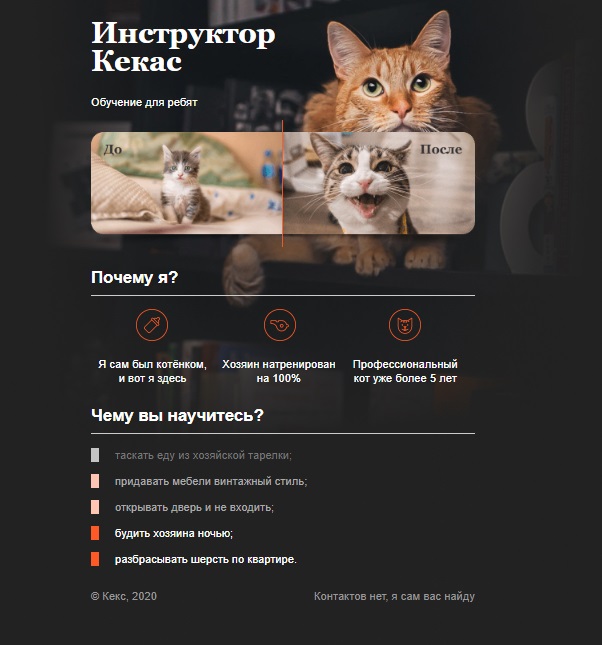 Инструктор
Кекас
Обучение для ребят
До
После
Почему я?
Я сам был котёнком,
и вот я здесь
Хозяин натренирован
на 100%
Профессиональный
кот уже более 5 лет
Чему вы научитесь?
таскать еду из хозяйской тарелки;
придавать мебели винтажный стиль;
открывать дверь и не входить;
будить хозяина ночью;
разбрасывать шерсть по квартире.
© Кекс, 2020
Контактов нет, я сам вас найду